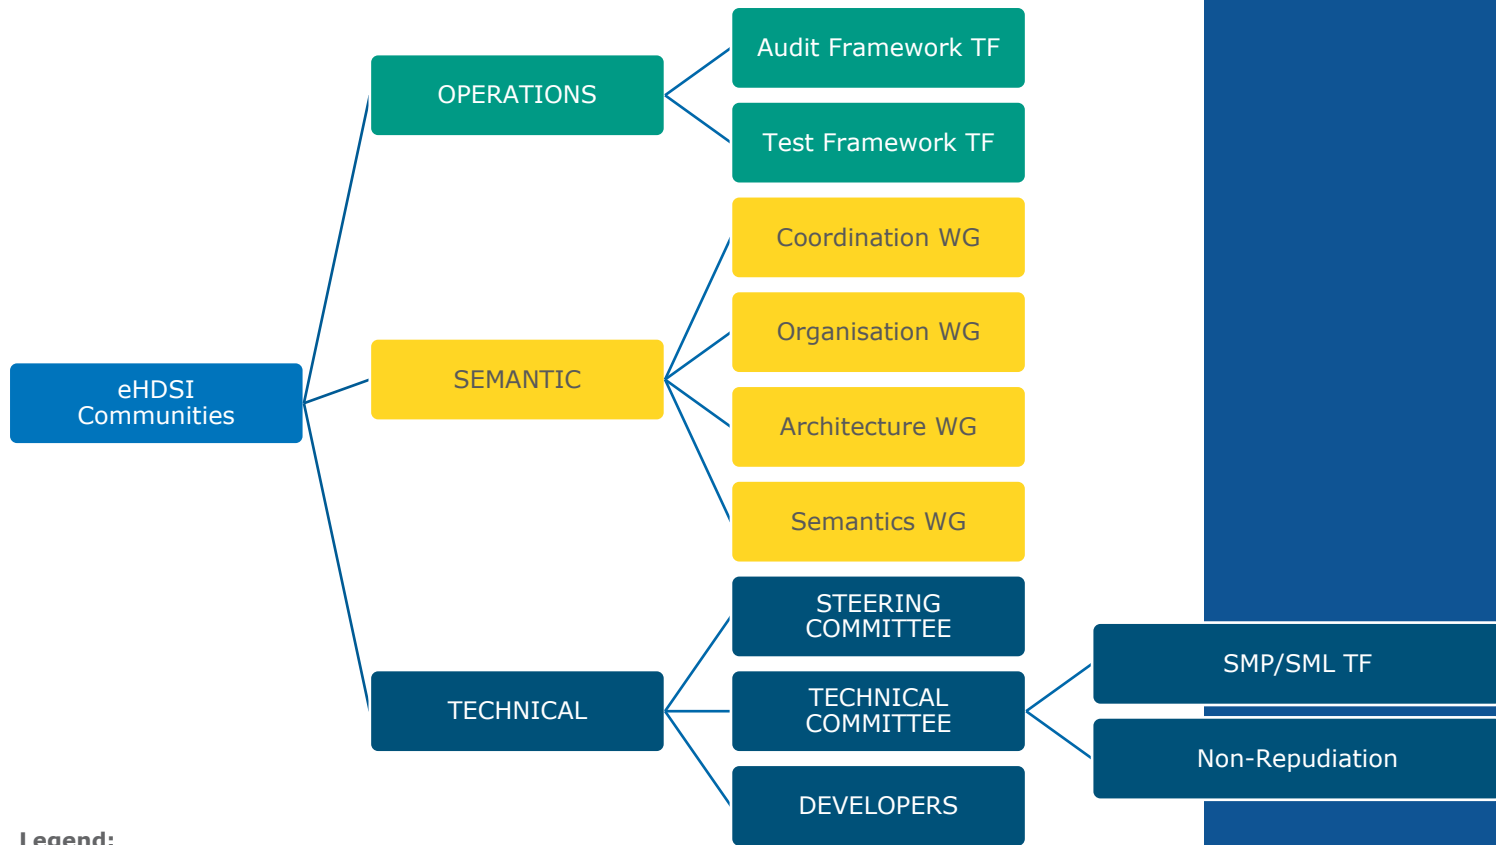 eHDSI
Communities
OPERATIONS
Audit Framework TF
Test Framework TF
SEMANTIC
Coordination WG
Organisation WG
Architecture WG
Semantics WG
TECHNICAL
STEERING
COMMITTEE
TECHNICAL
COMMITTEE
SMP/SML TF
Non-Repudiation
DEVELOPERS
Legend: